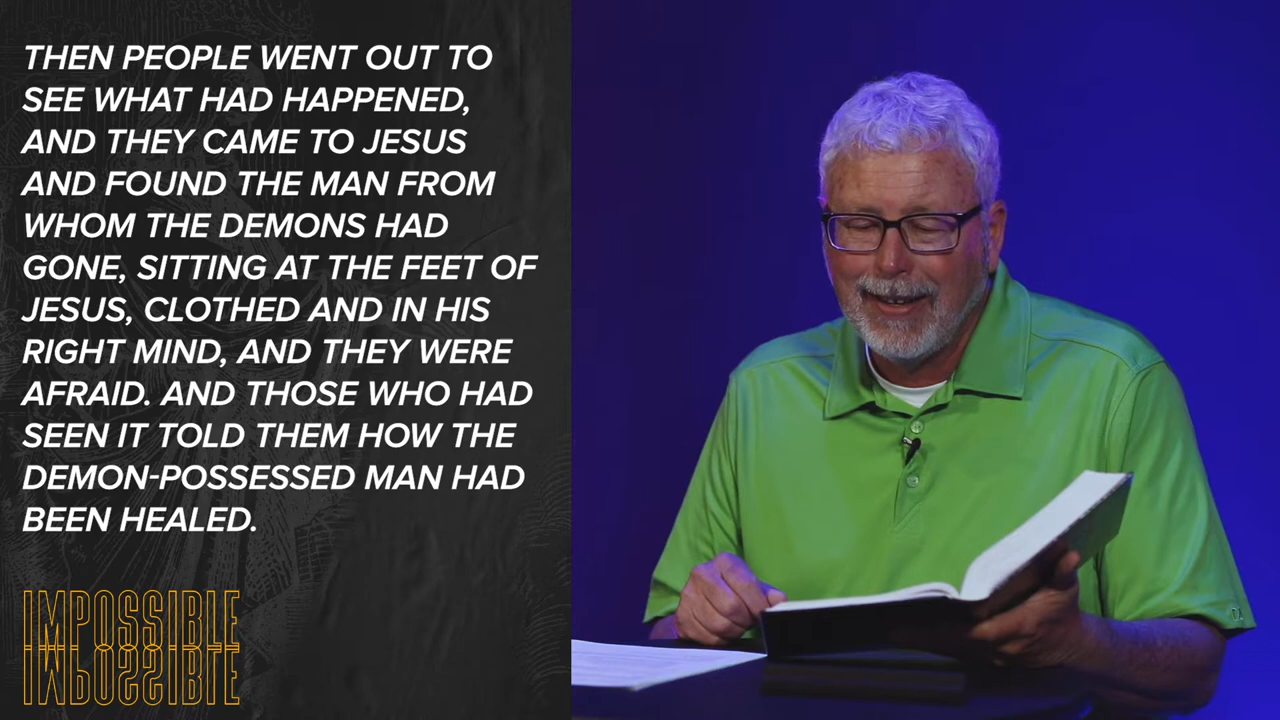 THEN PEOPLE WENT OUT TO
SEE WHAT HAD HAPPENED,
AND THEY CAME TO JESUS
AND FOUND THE MAN FROM
WHOM THE DEMONS HAD
GONE, SITTING AT THE FEET OF
JESUS, CLOTHED AND IN HIS
RIGHT MIND, AND THEY WERE
AFRAID. AND THOSE WHO HAD
SEEN IT TOLD THEM HOW THE
DEMON-POSSESSED MAN HAD
BEEN HEALED.
IMPOSSIBLE
IMPOSSIBLE